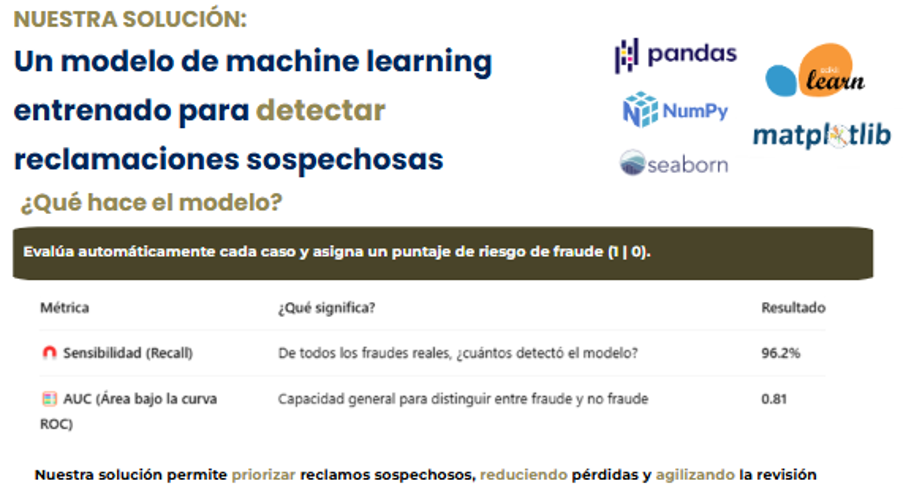 NUESTRA SOLUCIÓN:
Un modelo de machine learning
entrenado para detectar
reclamaciones sospechosas
pandas
learn
NumPy
matplotlib
seaborn
¿Qué hace el modelo?
Evalúa automáticamente cada caso y asigna un puntaje de riesgo de fraude (1 | 0).
Métrica ¿Qué significa? Resultado
Sensibilidad (Recall) De todos los fraudes reales, ¿cuántos detectó el modelo? 96.2%
AUC (Área bajo la curva ROC) Capacidad general para distinguir entre fraude y no fraude 0.81
Nuestra solución permite priorizar reclamos sospechosos, reduciendo pérdidas y agilizando la revisión